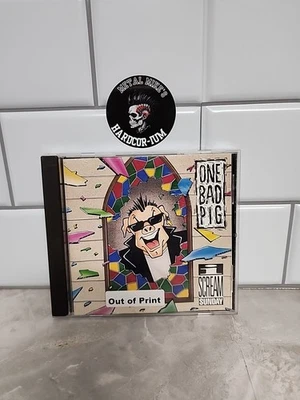 METAL MIKE'S
HARDCOR-IUM
ONE
BAD
PIG
I
SCREAM
SUNDAY
Out of Print